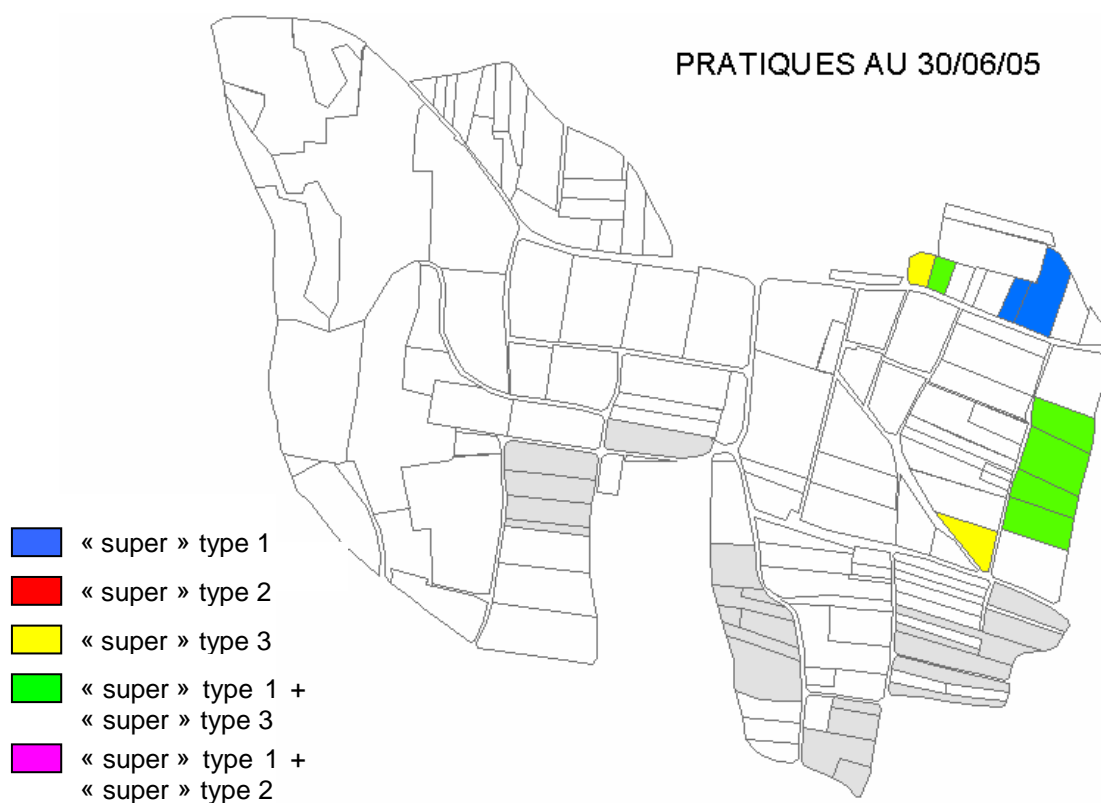 PRATIQUES AU 30/06/05
« super » type 1
« super » type 2
« super » type 3
« super » type 1 +
« super » type 3
« super » type 1 +
« super » type 2